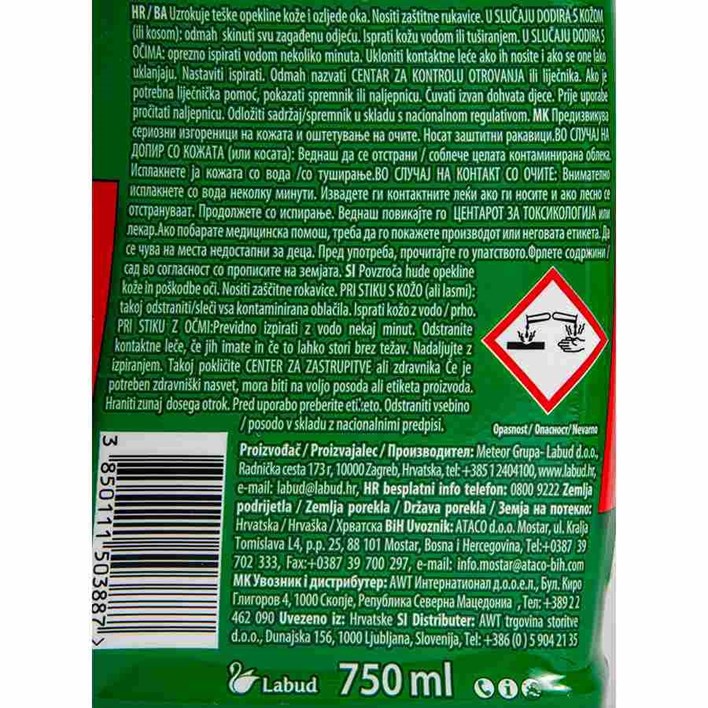 HR / BA Uzrokuje teške opekline kože i ozljede oka. Nositi zaštitne rukavice. U SLUČAJU DODIRA S KOŽOM
(ili kosom): odmah skinuti svu zagađenu odjeću. Isprati kožu vodom ili tuširanjem. U SLUČAJU DODIRA S
OČIMA: oprezno ispirati vodom nekoliko minuta. Ukloniti kontaktne leće ako ih nosite i ako se one lako
uklanjaju. Nastaviti ispirati. Odmah nazvati CENTAR ZA KONTROLU OTROVANJA ili liječnika. Ako je
potrebna liječnička pomoć, pokazati spremnik ili naljepnicu. Čuvati izvan dohvata djece. Prije uporabe
pročitati naljepnicu. Odložiti sadržaj/spremnik u skladu s nacionalnom regulativom. MK Предизвикува
сериозни изгореници на кожата и оштетување на очите. Носат заштитни ракавици.ВО СЛУЧАЈ НА
ДОПИР СО КОЖАТА (или косата): Веднаш да се отстрани / соблече целата контаминирана облека.
Исплакнете ја кожата со вода /со туширање.ВО СЛУЧАЈ НА КОНТАКТ СО ОЧИТЕ: Внимателно
исплакнете со вода неколку минути. Извадете ги контактните леќи ако ги носите и ако лесно се
отстрануваат. Продолжете со испирање. Веднаш повикајте го ЦЕНТАРОТ ЗА ТОКСИКОЛОГИЈА или
лекар.Ако побарате медицинска помош, треба да го покажете производот или неговата етикета. Да
се чува на места недостапни за деца. Пред употреба, прочитајте го упатството.Фрлете содржини /
сад во согласност со прописите на земјата. SI Povzroča hude opekline
kože in poškodbe oči. Nositi zaščitne rokavice. PRI STIKU S KOŽO (ali lasmi):
takoj odstraniti/sleči vsa kontaminirana oblačila. Isprati kožo z vodo / prho.
PRI STIKU Z OČMI:Previdno izpirati z vodo nekaj minut. Odstranite
kontaktne leče, če jih imate in če to lahko stori brez težav. Nadaljujte z
izpiranjem. Takoj pokličite CENTER ZA ZASTRUPITVE ali zdravnika Če je
potreben zdravniški nasvet, mora biti na voljo posoda ali etiketa proizvoda.
Hraniti zunaj dosega otrok. Pred uporabo preberite etiketo. Odstraniti vsebino
/ posodo v skladu z nacionalnimi predpisi.
Opasnost / Опасност/Nevarno
Proizvođač / Proizvajalec / Производител: Meteor Grupa- Labud d.o.o.,
Radnička cesta 173 r, 10000 Zagreb, Hrvatska, tel: +385 1 2404100, www.labud.hr,
e-mail: labud@labud.hr, HR besplatni info telefon: 0800 9222 Zemlja
podrijetla / Zemlja porekla / Država porekla / Земја на потекло:
Hrvatska / Hrvaška / Хрватска BiH Uvoznik: ATACO d.o.o. Mostar, ul. Kralja
Tomislava L4, p.p. 25, 88 101 Mostar, Bosna i Hercegovina, Tel:+0387 39
702 333, Fax:+0387 39 700 297, e-mail: info.mostar@ataco-bih.com
МК Увозник і дистрибутер: AWT Интернационал д.о.о.е.л., Бул. Киро
Глигоров 4, 1000 Скопје, Република Северна Македонија , Тел: +389 22
462 090 Uvezeno iz: Hrvatske SI Distributer: AWT trgovina storitve
d.o.o., Dunajska 156, 1000 Ljubljana, Slovenija, Tel: +386 (0) 5 904 21 35
3 850111 503887 >
Labud 750 ml